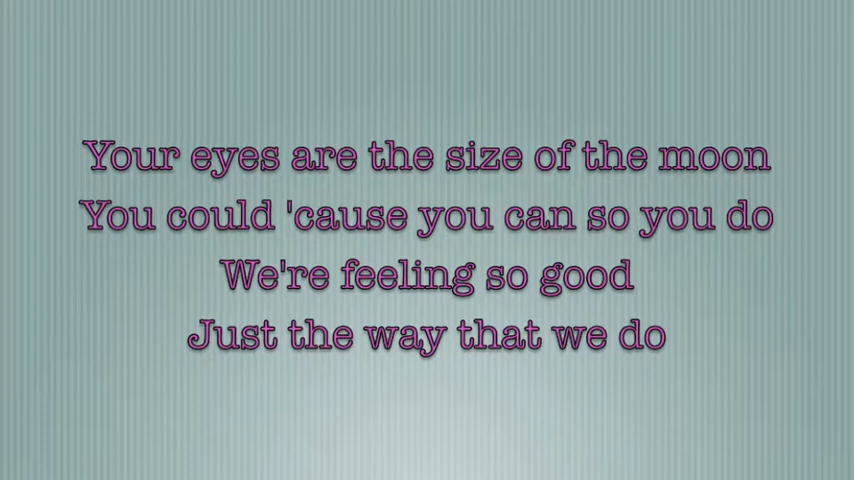 Your eyes are the size of the moon
You could 'cause you can so you do
We're feeling so good
Just the way that we do